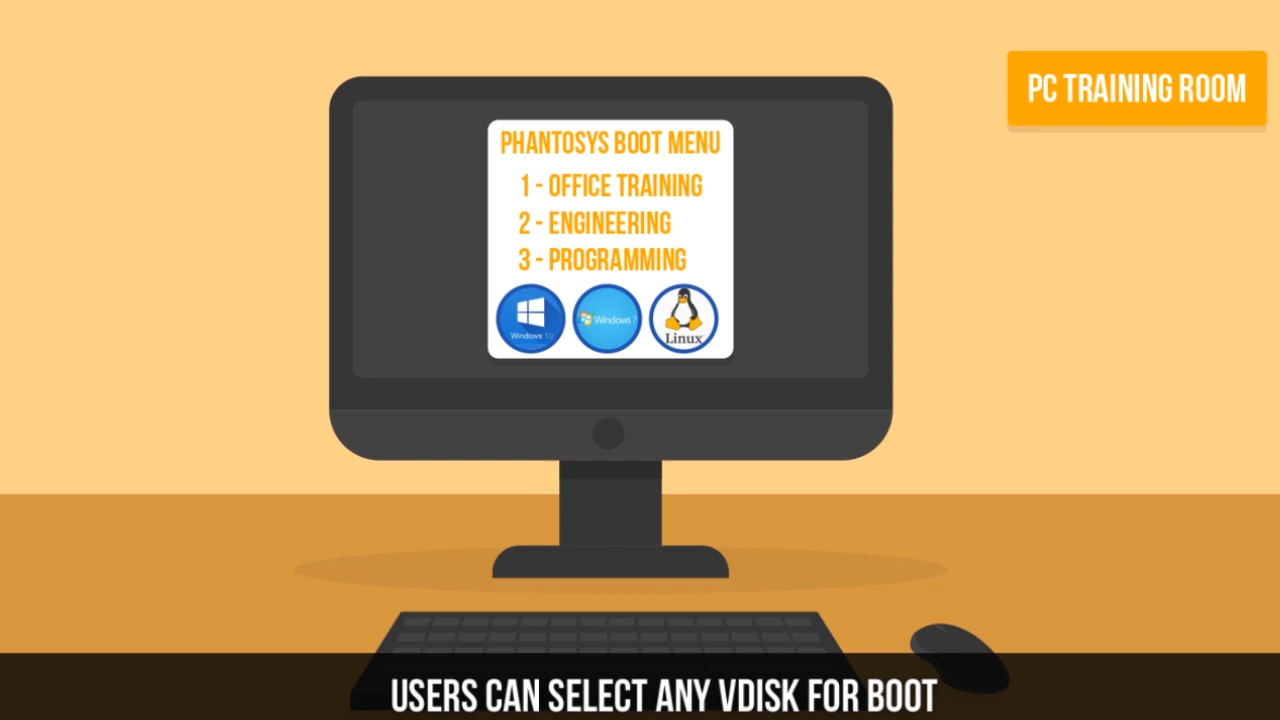 PC TRAINING ROOM
PHANTOSYS BOOT MENU
1 - OFFICE TRAINING
2 - ENGINEERING
3 - PROGRAMMING
Windows 10
Windows 7
Linux
USERS CAN SELECT ANY VDISK FOR BOOT